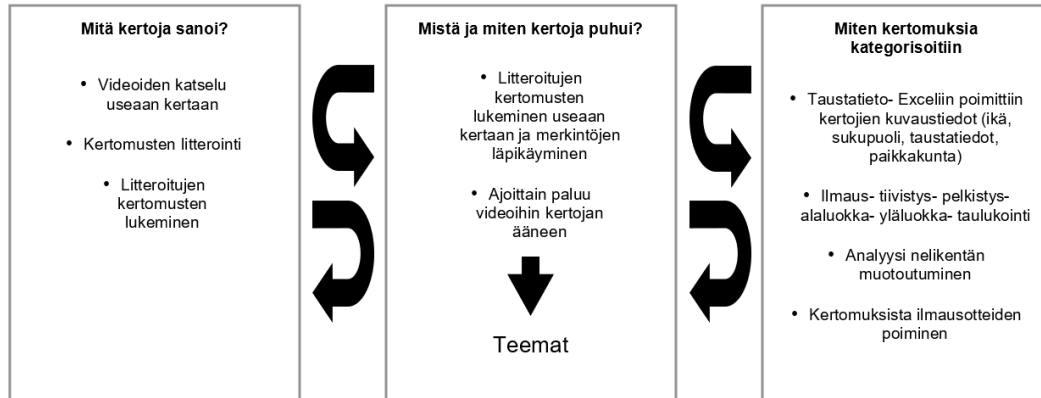 Mitä kertoja sanoi?
• Videoiden katselu
useaan kertaan
• Kertomusten litterointi
• Litteroitujen
kertomusten
lukeminen
Mistä ja miten kertoja puhui?
• Litteroitujen
kertomusten
lukeminen useaan
kertaan ja merkintöjen
läpikäyminen
• Ajoittain paluu
videoihin kertojan
ääneen
Teemat
Miten kertomuksia
kategorisoitiin
• Taustatieto- Exceliin poimittiin
kertojien kuvaustiedot (ikä,
sukupuoli, taustatiedot,
paikkakunta)
• Ilmaus- tiivistys- pelkistys-
alaluokka- yläluokka- taulukointi
• Analyysi nelikentän
muotoutuminen
• Kertomuksista ilmausotteiden
poiminen